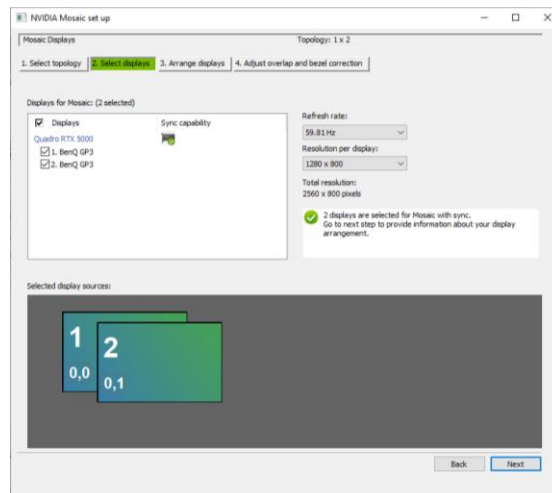 NVIDIA Mosaic set up
Mosaic Displays
Topology: 1 x 2
1. Select topology
2. Select displays
3. Arrange displays
4. Adjust overlap and bezel correction
Displays for Mosaic: (2 selected)
Displays
Sync capability
Quadro RTX 5000
1. BenQ GP3
2. BenQ GP3
Refresh rate:
59.81 Hz
Resolution per display:
1280 x 800
Total resolution:
2560 x 800 pixels
2 displays are selected for Mosaic with sync.
Go to next step to provide information about your display
arrangement.
Selected display sources:
1
0,0
2
0,1
Back
Next